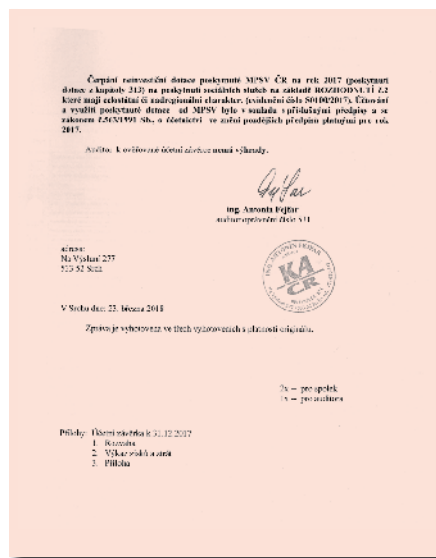 Čerpání neinvestiční dotace poskytnuté MPSV ČR na rok 2017 (poskytnutí
dotace z kapitoly 313) na poskytnutí sociálních služeb na základě ROZHODNUTÍ č.2
které mají celostátní či nadregionální charakter. (evidenční číslo S0100/2017). Účtování
a využití poskytnuté dotace od MPSV bylo v souladu s příslušnými předpisy a se
zákonem č.563/1991 Sb., o účetnictví ve znění pozdějších předpisů platnými pro rok
2017.
Auditor k ověřované účetní závěrce nemá výhrady.
ing. Antonín Fejfar
auditor oprávnění číslo
adresa:
Na Výsluní 277
533 52 Srch
KA
ČR
V Srchu dne: 23. března 2018
Zpráva je vyhotovena ve třech vyhotoveních s platností originálu.
2x – pro spolek
1x – pro auditora
Přílohy: Účetní závěrka k 31.12.2017
1. Rozvaha
2. Výkaz zisků a ztrát
3. Příloha